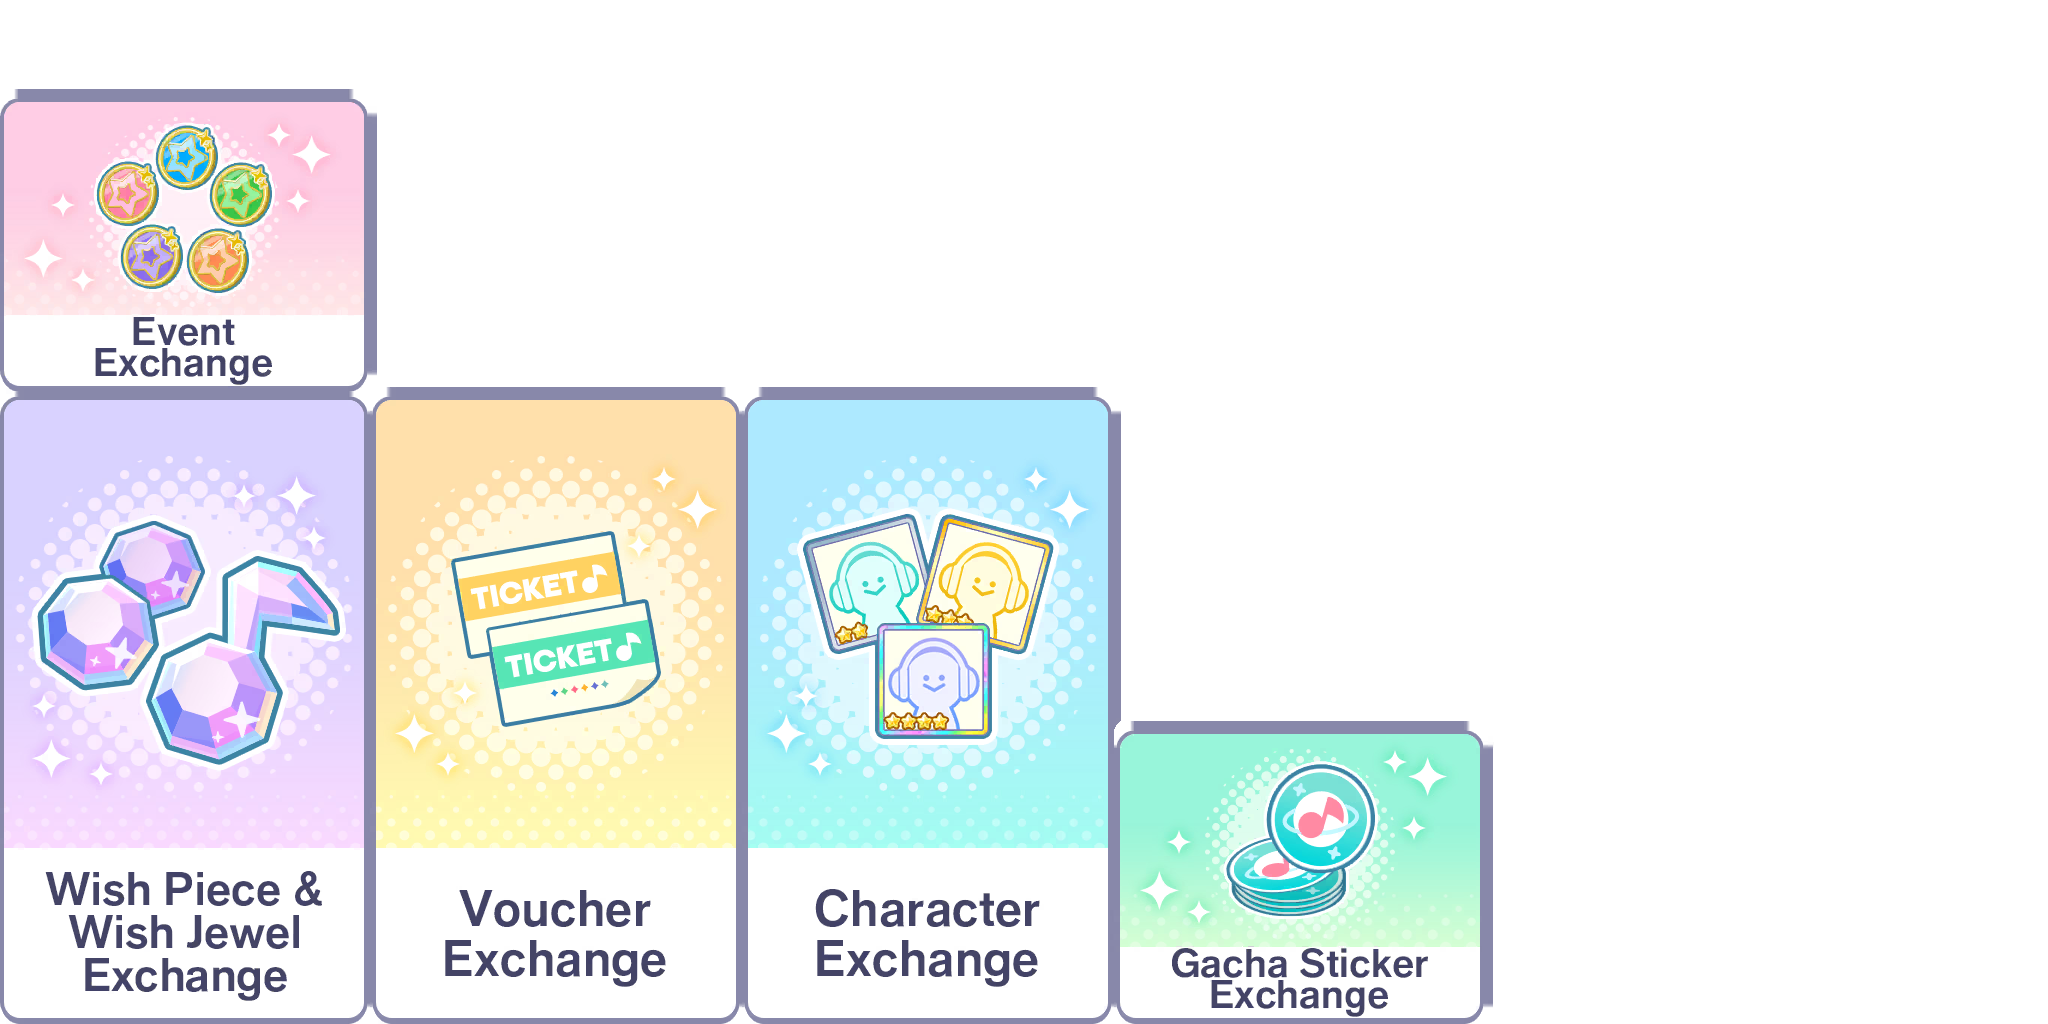 Event
Exchange
Wish Piece &
Wish Jewel
Exchange
TICKET
TICKET
Voucher
Exchange
Character
Exchange
Gacha Sticker
Exchange